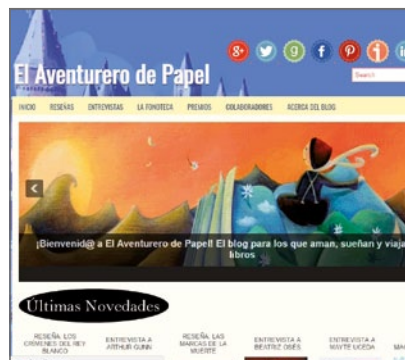 El Aventurero de Papel
Search
INICIO RESEÑAS ENTREVISTAS LA FONOTECA PREMIOS COLABORADORES ACERCA DEL BLOG
¡Bienvenid@ a El Aventurero de Papel! El blog para los que aman, sueñan y viaja
libros
Últimas Novedades
RESEÑA: LOS CRÍMENES DEL REY BLANCO
ENTREVISTA A ARTHUR GUNN
RESEÑA: LAS MARCAS DE LA MUERTE
ENTREVISTA A BEATRIZ OSÉS
ENTREVISTA A MAYTE UCEDA